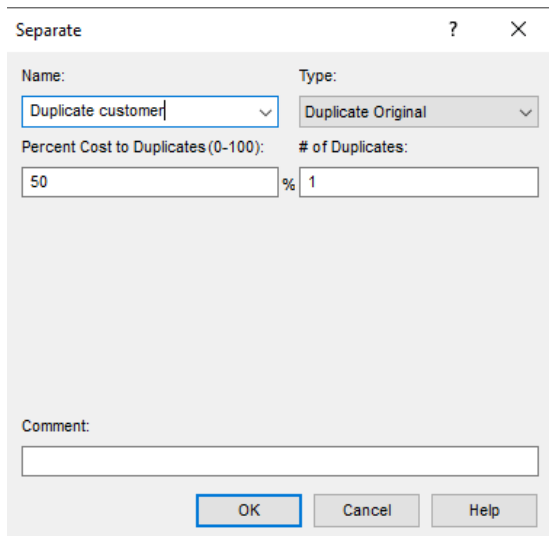 Separate ?
Name: Type:
Duplicate customer Duplicate Original
Percent Cost to Duplicates (0-100): # of Duplicates:
50 % 1
Comment:
OK Cancel Help